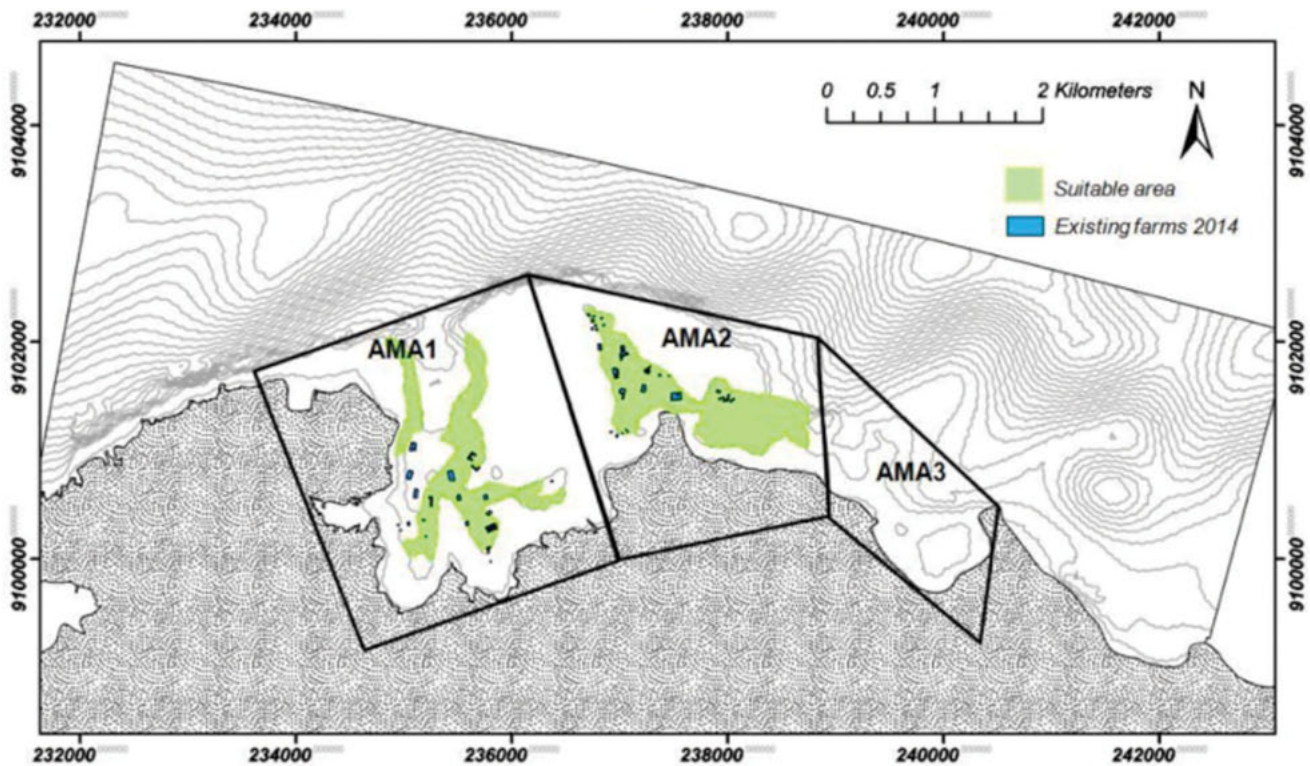 232000 234000 236000 238000 240000 242000
0 0.5 1 2 Kilometers N
9104000 9104000
Suitable area
Existing farms 2014
9102000 9102000
AMA1 AMA2
AMA3
9100000 9100000
232000 234000 236000 238000 240000 242000